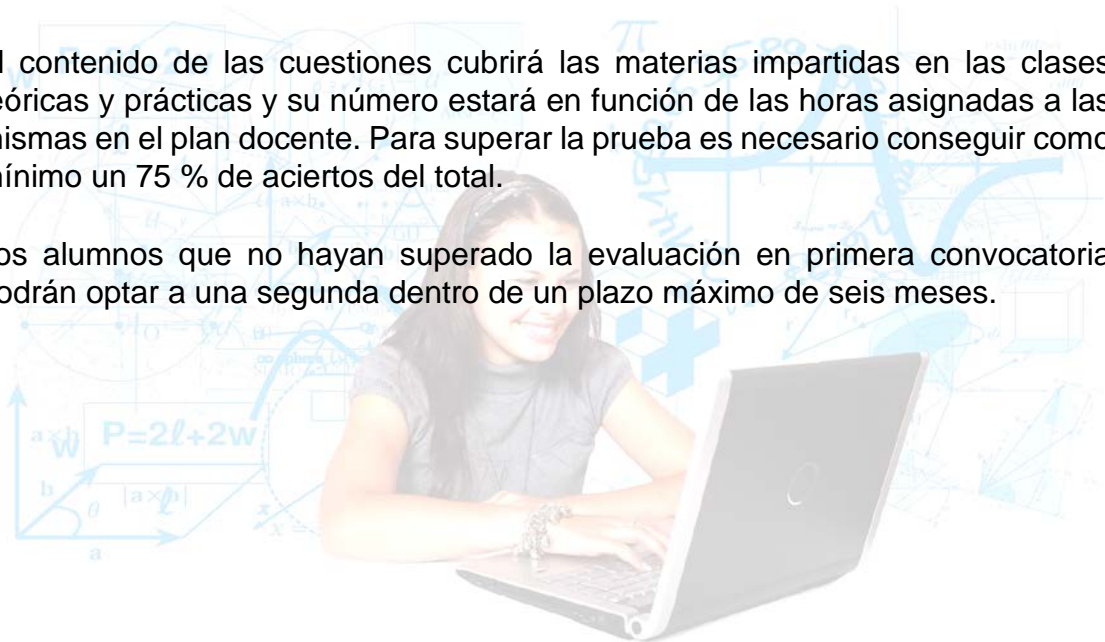 l contenido de las cuestiones cubrirá las materias impartidas en las clases
eóricas y prácticas y su número estará en función de las horas asignadas a las
ismas en el plan docente. Para superar la prueba es necesario conseguir como
ínimo un 75 % de aciertos del total.
os alumnos que no hayan superado la evaluación en primera convocatoria
odrán optar a una segunda dentro de un plazo máximo de seis meses.
π
w
a×b
w
P=2ℓ+2w
b
θ
|a×b|
a